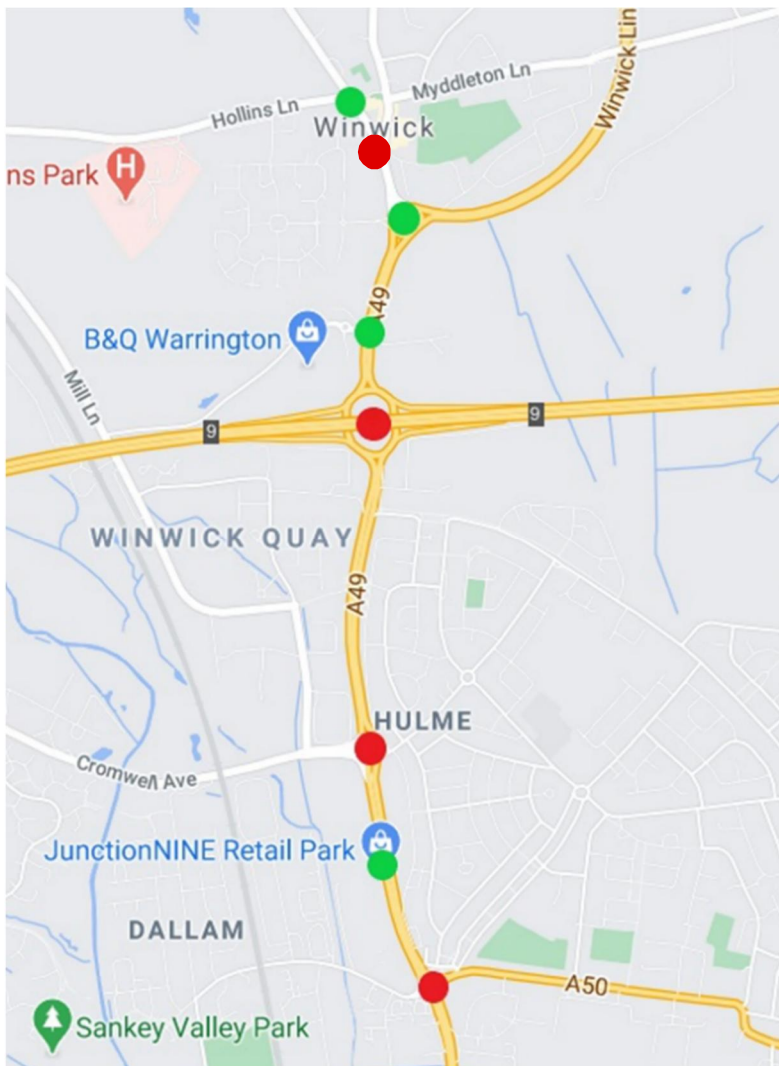 Winwick Lin
Myddleton Ln
Hollins Ln
Winwick
ns Park
H
A49
B&Q Warrington
Mill Ln
9
9
WINWICK QUAY
A49
HULME
Cromwell Ave
JunctionNINE Retail Park
DALLAM
A50
Sankey Valley Park